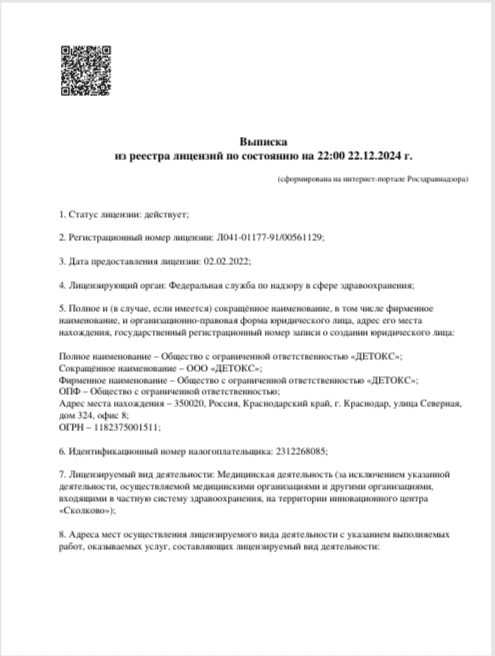 Выписка
из реестра лицензий по состоянию на 22:00 22.12.2024 г.
(сформирована на интернет-портале Росздравнадзора)
1. Статус лицензии: действует;
2. Регистрационный номер лицензии: Л041-01177-91/00561129;
3. Дата предоставления лицензии: 02.02.2022;
4. Лицензирующий орган: Федеральная служба по надзору в сфере здравоохранения;
5. Полное и (в случае, если имеется) сокращённое наименование, в том числе фирменное
наименование, и организационно-правовая форма юридического лица, адрес его места
нахождения, государственный регистрационный номер записи о создании юридического лица:
Полное наименование – Общество с ограниченной ответственностью «ДЕТОКС»;
Сокращённое наименование – ООО «ДЕТОКС»;
Фирменное наименование – Общество с ограниченной ответственностью «ДЕТОКС»;
ОПФ – Общество с ограниченной ответственностью;
Адрес места нахождения – 350020, Россия, Краснодарский край, г. Краснодар, улица Северная,
дом 324, офис 8;
ОГРН – 1182375001511;
6. Идентификационный номер налогоплательщика: 2312268085;
7. Лицензируемый вид деятельности: Медицинская деятельность (за исключением указанной
деятельности, осуществляемой медицинскими организациями и другими организациями,
входящими в частную систему здравоохранения, на территории инновационного центра
«Сколково»);
8. Адреса мест осуществления лицензируемого вида деятельности с указанием выполняемых
работ, оказываемых услуг, составляющих лицензируемый вид деятельности: